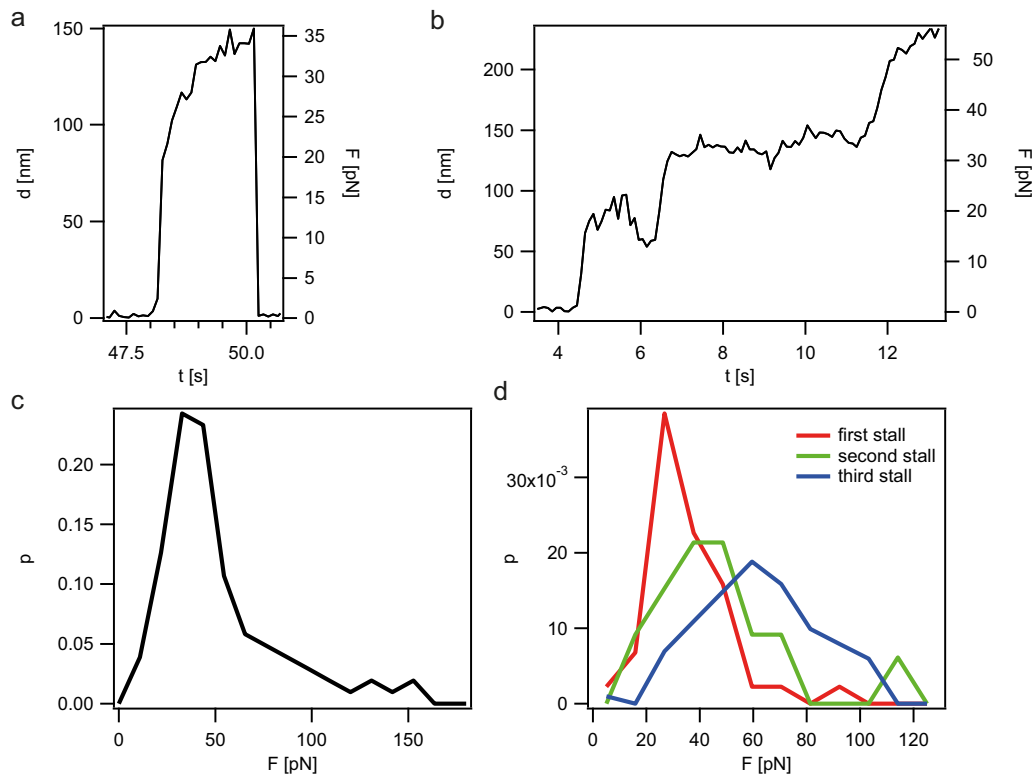 a
150
100
50
0
d [nm]
35
30
25
20
15
10
5
0
F [pN]
47.5
50.0
t [s]
b
200
150
100
50
0
d [nm]
50
40
30
20
10
0
F [pN]
4
6
8
10
12
t [s]
c
0.20
0.15
0.10
0.05
0.00
p
0
50
100
150
F [pN]
d
first stall
second stall
third stall
30x10⁻³
20
10
0
p
0
20
40
60
80
100
120
F [pN]